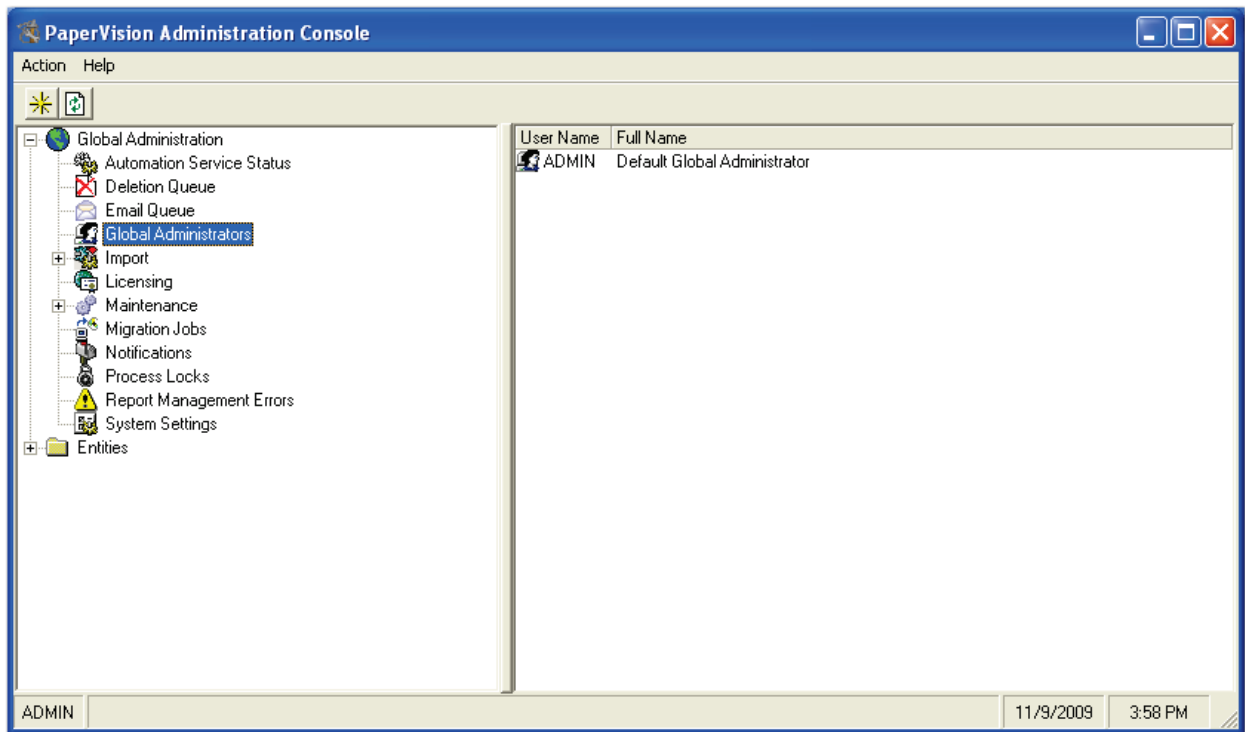 PaperVision Administration Console
Action Help
Global Administration
Automation Service Status
Deletion Queue
Email Queue
Global Administrators
Import
Licensing
Maintenance
Migration Jobs
Notifications
Process Locks
Report Management Errors
System Settings
Entities
User Name Full Name
ADMIN Default Global Administrator
ADMIN 11/9/2009 3:58 PM